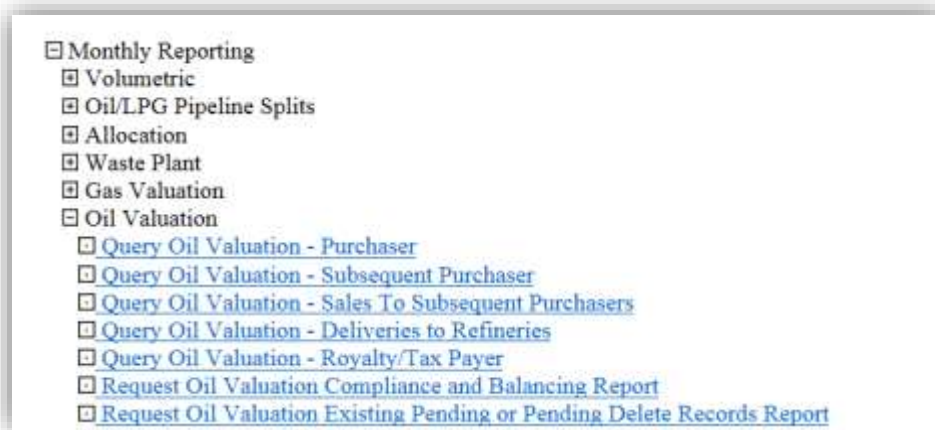 Monthly Reporting
Volumetric
Oil/LPG Pipeline Splits
Allocation
Waste Plant
Gas Valuation
Oil Valuation
Query Oil Valuation - Purchaser
Query Oil Valuation - Subsequent Purchaser
Query Oil Valuation - Sales To Subsequent Purchasers
Query Oil Valuation - Deliveries to Refineries
Query Oil Valuation - Royalty/Tax Payer
Request Oil Valuation Compliance and Balancing Report
Request Oil Valuation Existing Pending or Pending Delete Records Report